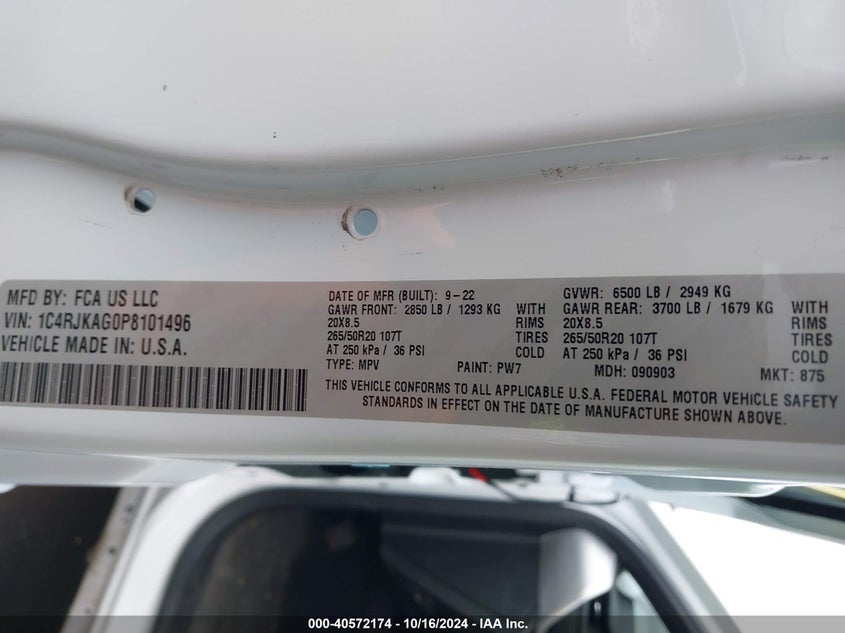 MFD BY: FCA US LLC
VIN: 1C4RJKAG0P8101496
VEHICLE MADE IN: U.S.A.
DATE OF MFR (BUILT): 9-22
GAWR FRONT: 2850 LB / 1293 KG WITH
20X8.5 RIMS
265/50R20 107T TIRES
AT 250 kPa / 36 PSI COLD
TYPE: MPV PAINT: PW7
GVWR: 6500 LB / 2949 KG
GAWR REAR: 3700 LB / 1679 KG WITH
20X8.5 RIMS
265/50R20 107T TIRES
AT 250 kPa / 36 PSI COLD
MDH: 090903 MKT: 875
THIS VEHICLE CONFORMS TO ALL APPLICABLE U.S.A. FEDERAL MOTOR VEHICLE SAFETY
STANDARDS IN EFFECT ON THE DATE OF MANUFACTURE SHOWN ABOVE.
000-40572174 | 10/16/2024 - IAA Inc.